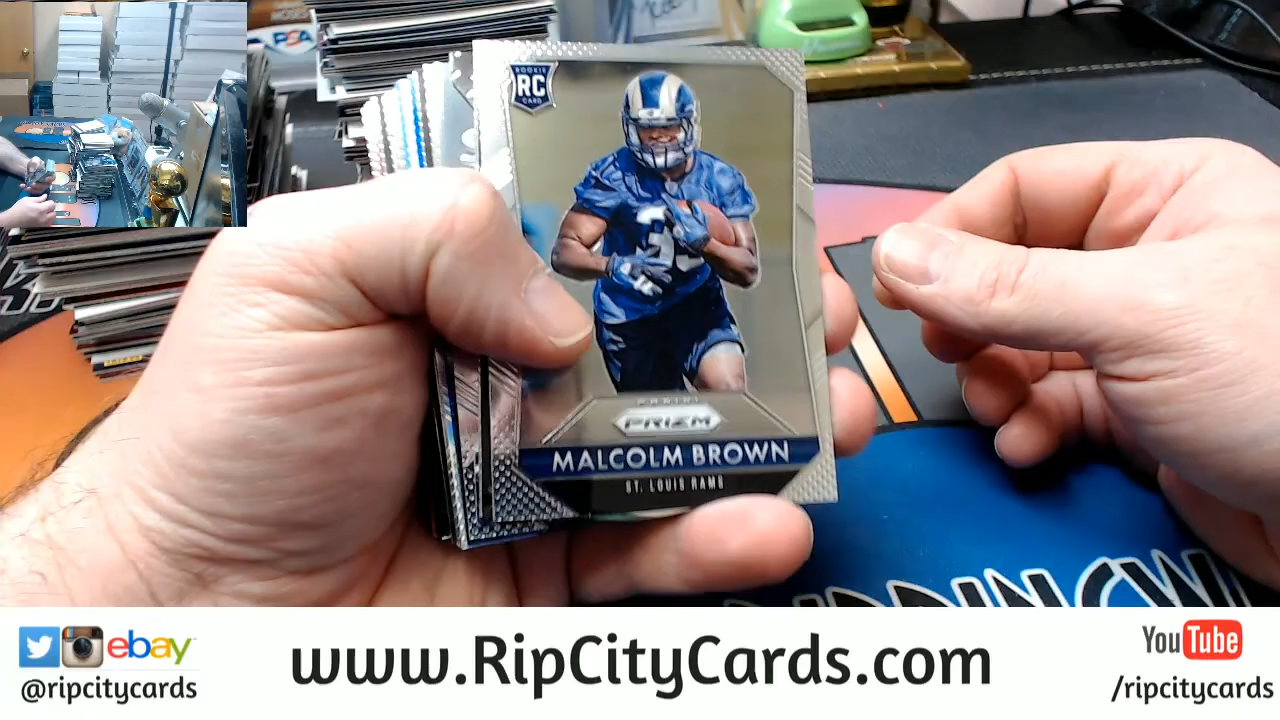 PSA
ROOKIE
RC
CARD
PANINI
PRIZM
MALCOLM BROWN
ST. LOUIS RAMS
ebay
@ripcitycards
www.RipCityCards.com
YouTube
/ripcitycards